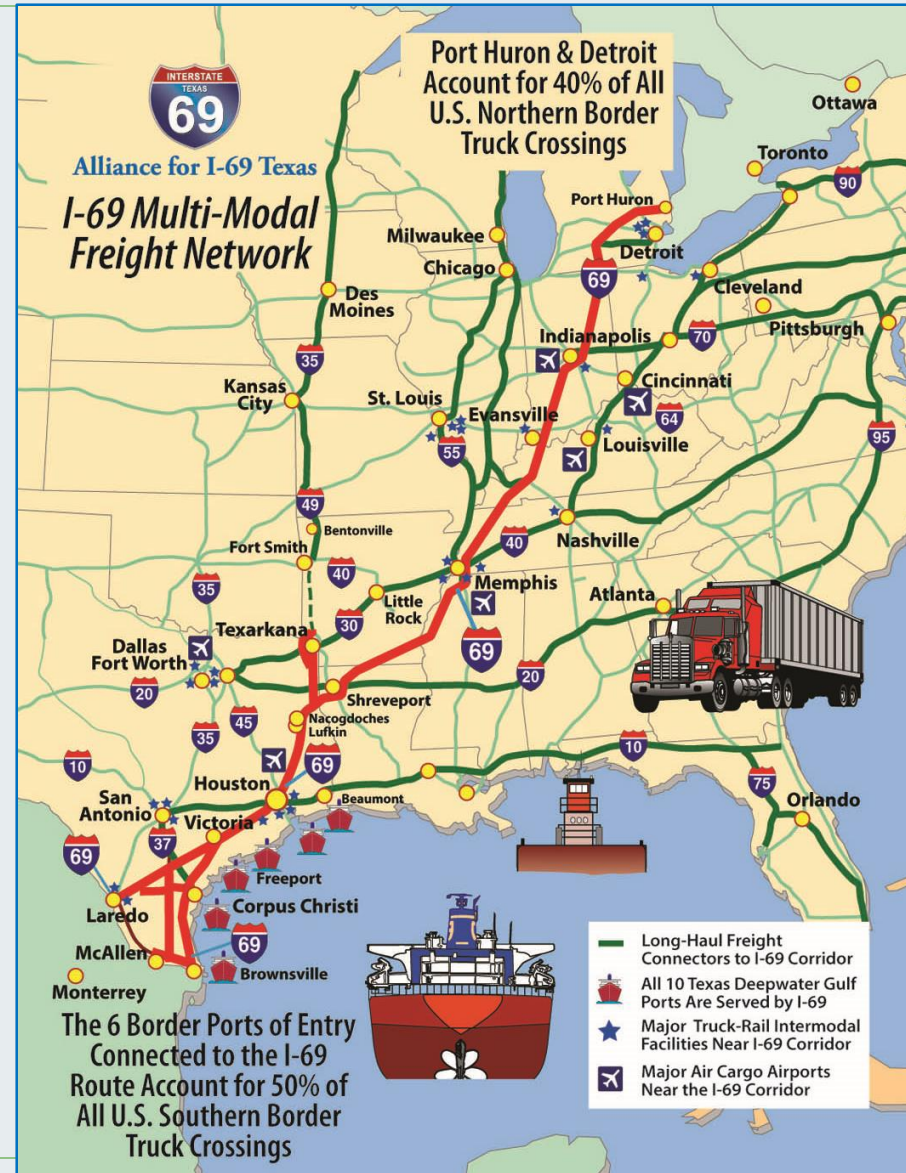 INTERSTATE
TEXAS
69
Alliance for I-69 Texas
I-69 Multi-Modal
Freight Network
Port Huron & Detroit
Account for 40% of All
U.S. Northern Border
Truck Crossings
Ottawa
Toronto
90
Port Huron
Milwaukee
Detroit
Chicago
69
Cleveland
Des
Moines
Pittsburgh
Indianapolis
70
35
Kansas
City
Cincinnati
St. Louis
Evansville
64
Louisville
55
95
49
Bentonville
Nashville
40
Fort Smith
40
35
Memphis
Little
Rock
Atlanta
30
Texarkana
69
Dallas
Fort Worth
20
20
Shreveport
45
35
Nacogdoches
Lufkin
10
69
10
Houston
75
San
Antonio
Beaumont
Orlando
Victoria
37
69
Freeport
Laredo
Corpus Christi
69
McAllen
Brownsville
Monterrey
The 6 Border Ports of Entry
Connected to the I-69
Route Account for 50% of
All U.S. Southern Border
Truck Crossings
Long-Haul Freight
Connectors to I-69 Corridor
All 10 Texas Deepwater Gulf
Ports Are Served by I-69
Major Truck-Rail Intermodal
Facilities Near I-69 Corridor
Major Air Cargo Airports
Near the I-69 Corridor